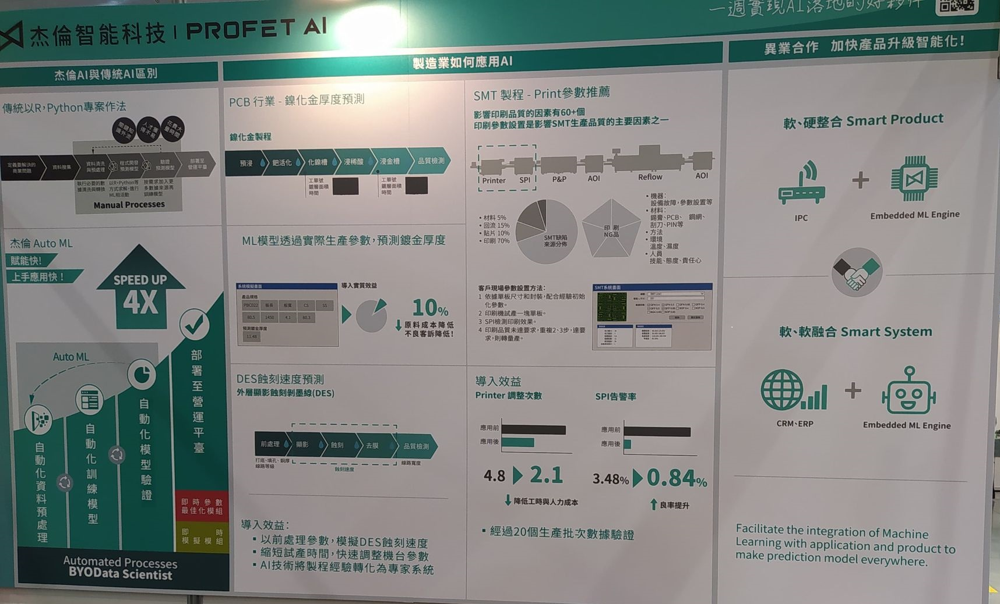 一週實現AI落地的好夥伴
杰倫智能科技 | PROFET AI
杰倫AI與傳統AI區別
傳統以R,Python專案作法
關鍵知
識外流
人才獲
得不易
花費大
量時間
定義要解決的
商業問題
資料搜集
資料清洗
與預處理
程式開發
預測模型
驗證
預測模型
部署至
營運平臺
執行必要的數
據清洗與轉換
以R,Python等
方式求解,進行
ML相活動
按需求加入更
多數據來源再
訓練模型
Manual Processes
杰倫 Auto ML
賦能快!
上手應用快!
SPEED UP
4X
Auto ML
自動化資料預處理
自動化訓練模型
自動化模型驗證
部署至營運平臺
即時參數
最佳化模組
即時
模擬模組
Automated Processes
BYOData Scientist
製造業如何應用AI
PCB 行業 - 鎳化金厚度預測
鎳化金製程
預浸
鈀活化
化鎳槽
浸稀酸
浸金槽
品質檢測
工單號
鍍層面積
時間
工單號
鍍層面積
時間
ML模型透過實際生產參數,預測鍍金厚度
系統模擬畫面
產品規格
PBC022 板長 板寬 CS SS
80.5 1450 4.1 80.3
預測鍍金厚度
11.48
導入實質效益
10%
原料成本降低
不良客訴降低!
DES蝕刻速度預測
外層顯影蝕刻剝墨線(DES)
前處理
顯影
蝕刻
去膜
品質檢測
打底、填孔、銅厚
線路等級
蝕刻速度
線路寬度
導入效益:
▪ 以前處理參數,模擬DES蝕刻速度
▪ 縮短試產時間,快速調整機台參數
▪ AI技術將製程經驗轉化為專家系統
SMT 製程 - Print參數推薦
影響印刷品質的因素有60+個
印刷參數設置是影響SMT生產品質的主要因素之一
Printer
SPI
P&P
AOI
Reflow
AOI
• 材料 5%
• 回流 15%
• 貼片 10%
• 印刷 70%
SMT缺陷
來源分佈
印 刷
NG品
• 機器:
設備故障,參數設置等
• 材料:
錫膏、PCB、 鋼網、
刮刀、PIN等
• 方法
• 環境
溫度、濕度
• 人員
技能、態度、責任心
客戶現場參數設置方法:
1 依據單板尺寸和封裝,配合經驗初始
化參數。
2 印刷機試產一塊單板。
3 SPI檢測印刷效果。
4 印刷品質未達要求,重複2、3步,達要
求,則轉量產。
SMT系統畫面
導入效益
Printer 調整次數
應用前
應用後
4.8 2.1
降低工時與人力成本
SPI告警率
應用前
應用後
3.48% 0.84%
良率提升
▪ 經過20個生產批次數據驗證
異業合作 加快產品升級智能化!
軟、硬整合 Smart Product
IPC
+
Embedded ML Engine
軟、軟融合 Smart System
CRM、ERP
+
Embedded ML Engine
Facilitate the integration of Machine
Learning with application and product to
make prediction model everywhere.